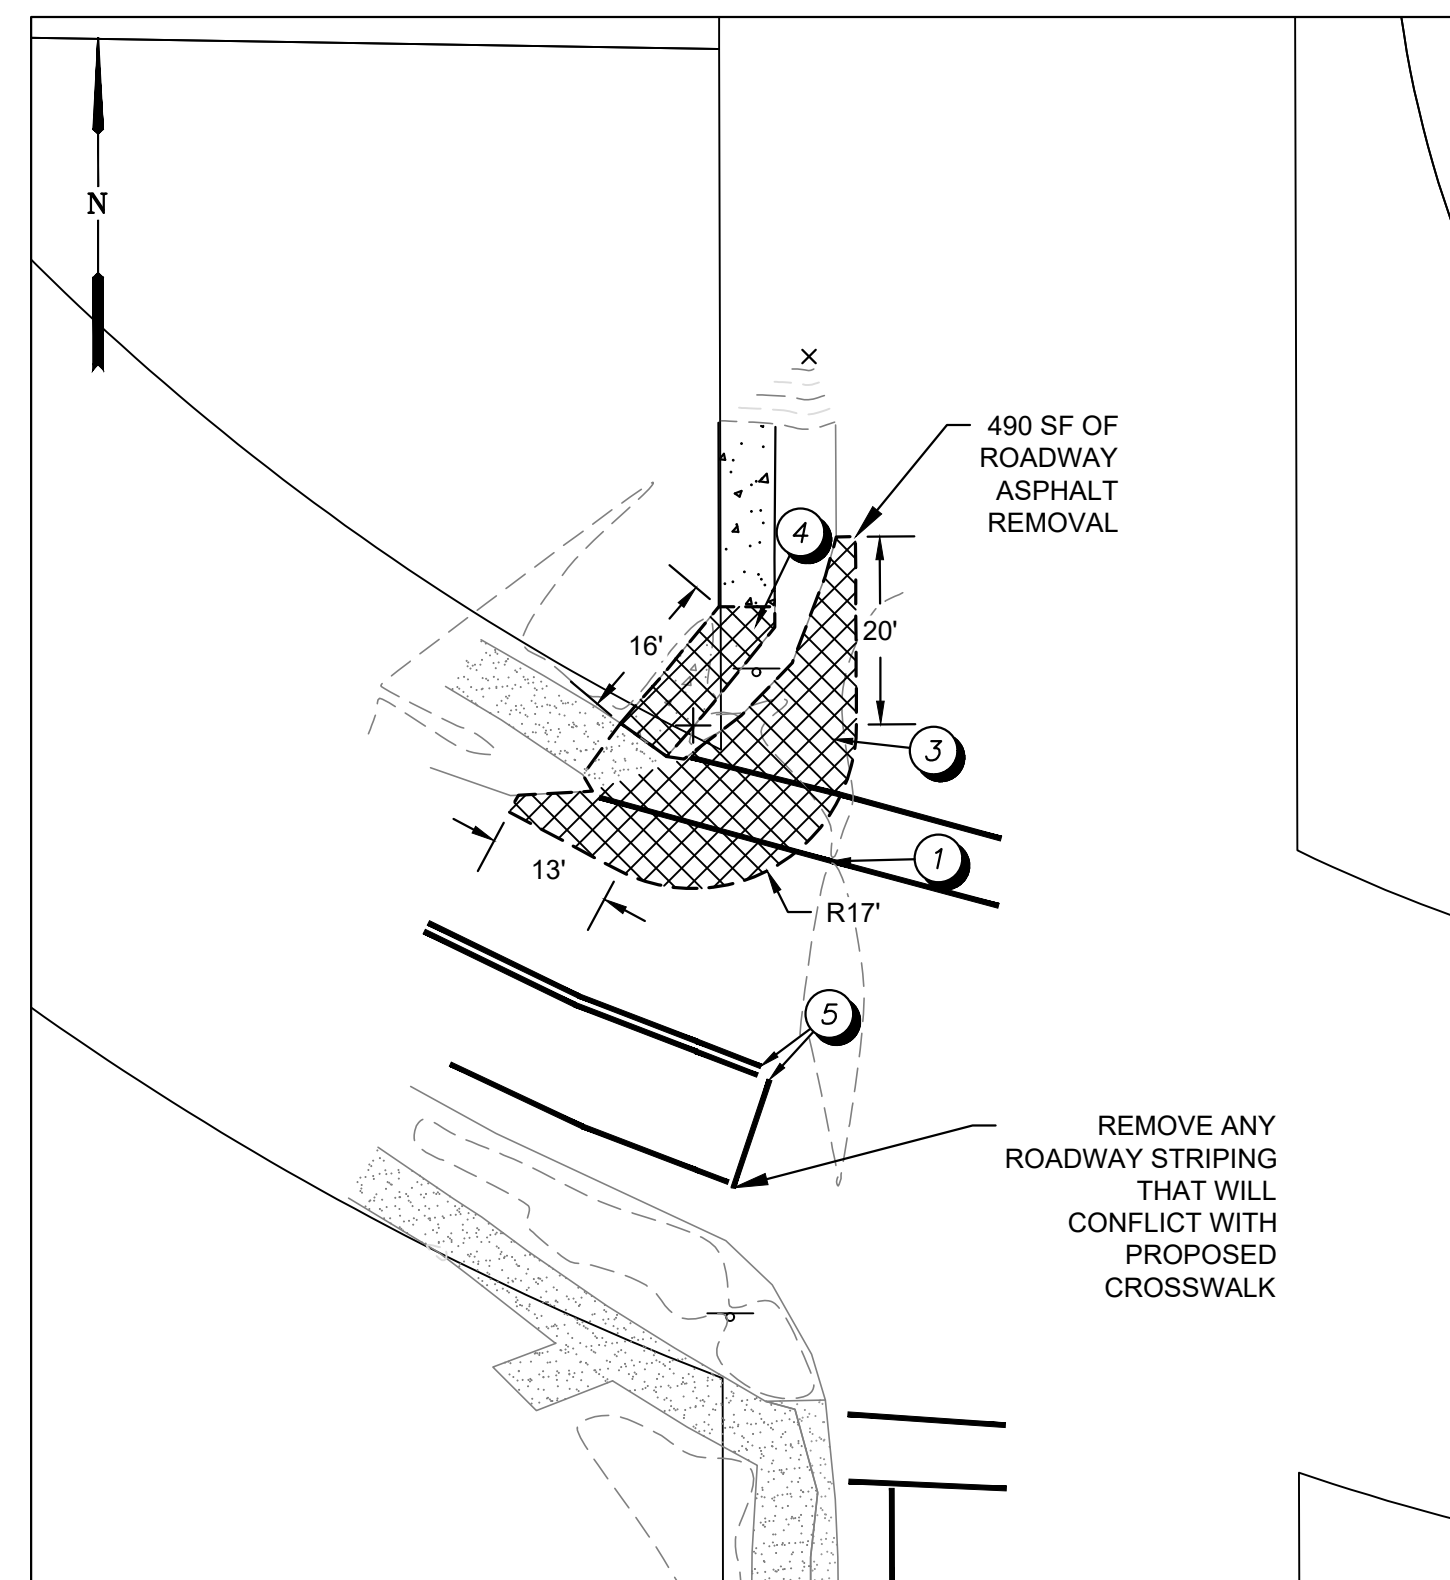 N
490 SF OF
ROADWAY
ASPHALT
REMOVAL
4
16'
20'
3
1
13'
R17'
5
REMOVE ANY
ROADWAY STRIPING
THAT WILL
CONFLICT WITH
PROPOSED
CROSSWALK